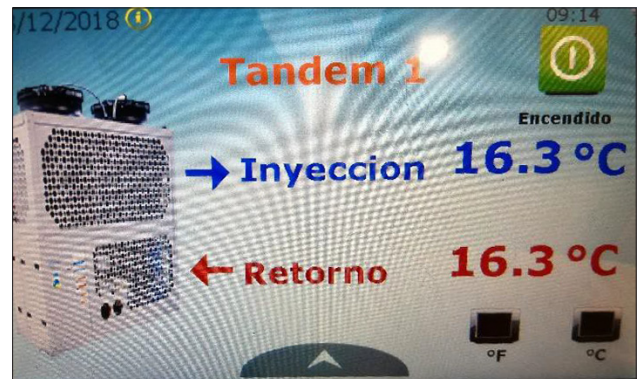 /12/2018
09:14
Tandem 1
Encendido
Inyeccion 16.3 °C
Retorno 16.3 °C
°F °C